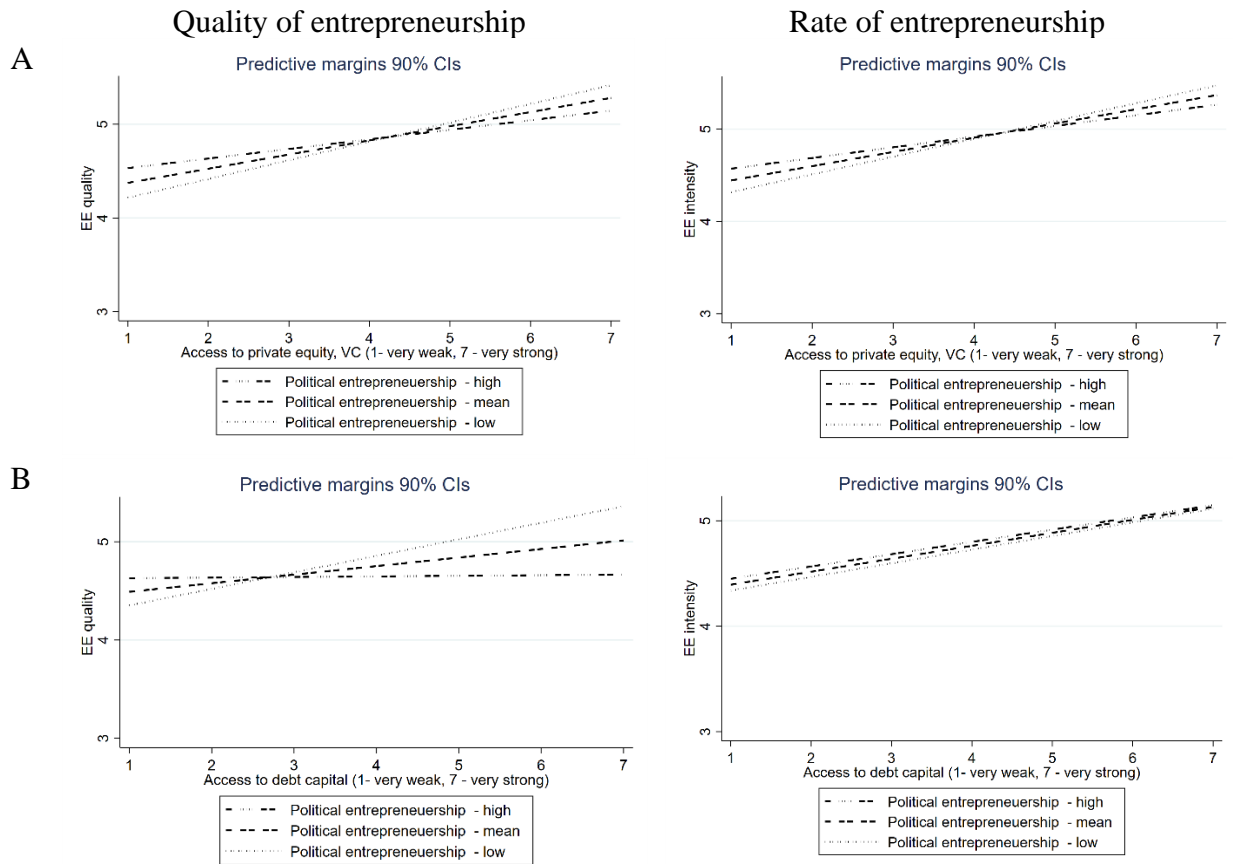 Quality of entrepreneurship
Rate of entrepreneurship
A
Predictive margins 90% CIs
EE quality
5
4
3
1 2 3 4 5 6 7
Access to private equity, VC (1- very weak, 7 - very strong)
Political entrepreneuership - high
Political entrepreneuership - mean
Political entrepreneuership - low
Predictive margins 90% CIs
EE intensity
5
4
3
1 2 3 4 5 6 7
Access to private equity, VC (1- very weak, 7 - very strong)
Political entrepreneuership - high
Political entrepreneuership - mean
Political entrepreneuership - low
B
Predictive margins 90% CIs
EE quality
5
4
3
1 2 3 4 5 6 7
Access to debt capital (1- very weak, 7 - very strong)
Political entrepreneuership - high
Political entrepreneuership - mean
Political entrepreneuership - low
Predictive margins 90% CIs
EE intensity
5
4
3
1 2 3 4 5 6 7
Access to debt capital (1- very weak, 7 - very strong)
Political entrepreneuership - high
Political entrepreneuership - mean
Political entrepreneuership - low